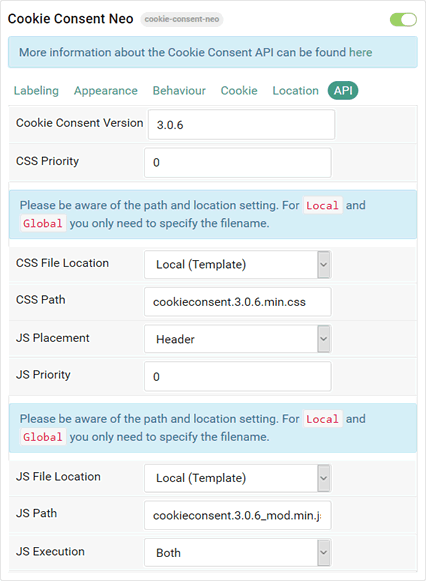 Cookie Consent Neo cookie-consent-neo
More information about the Cookie Consent API can be found here
Labeling Appearance Behaviour Cookie Location API
Cookie Consent Version 3.0.6
CSS Priority 0
Please be aware of the path and location setting. For Local and
Global you only need to specify the filename.
CSS File Location Local (Template)
CSS Path cookieconsent.3.0.6.min.css
JS Placement Header
JS Priority 0
Please be aware of the path and location setting. For Local and
Global you only need to specify the filename.
JS File Location Local (Template)
JS Path cookieconsent.3.0.6_mod.min.j
JS Execution Both